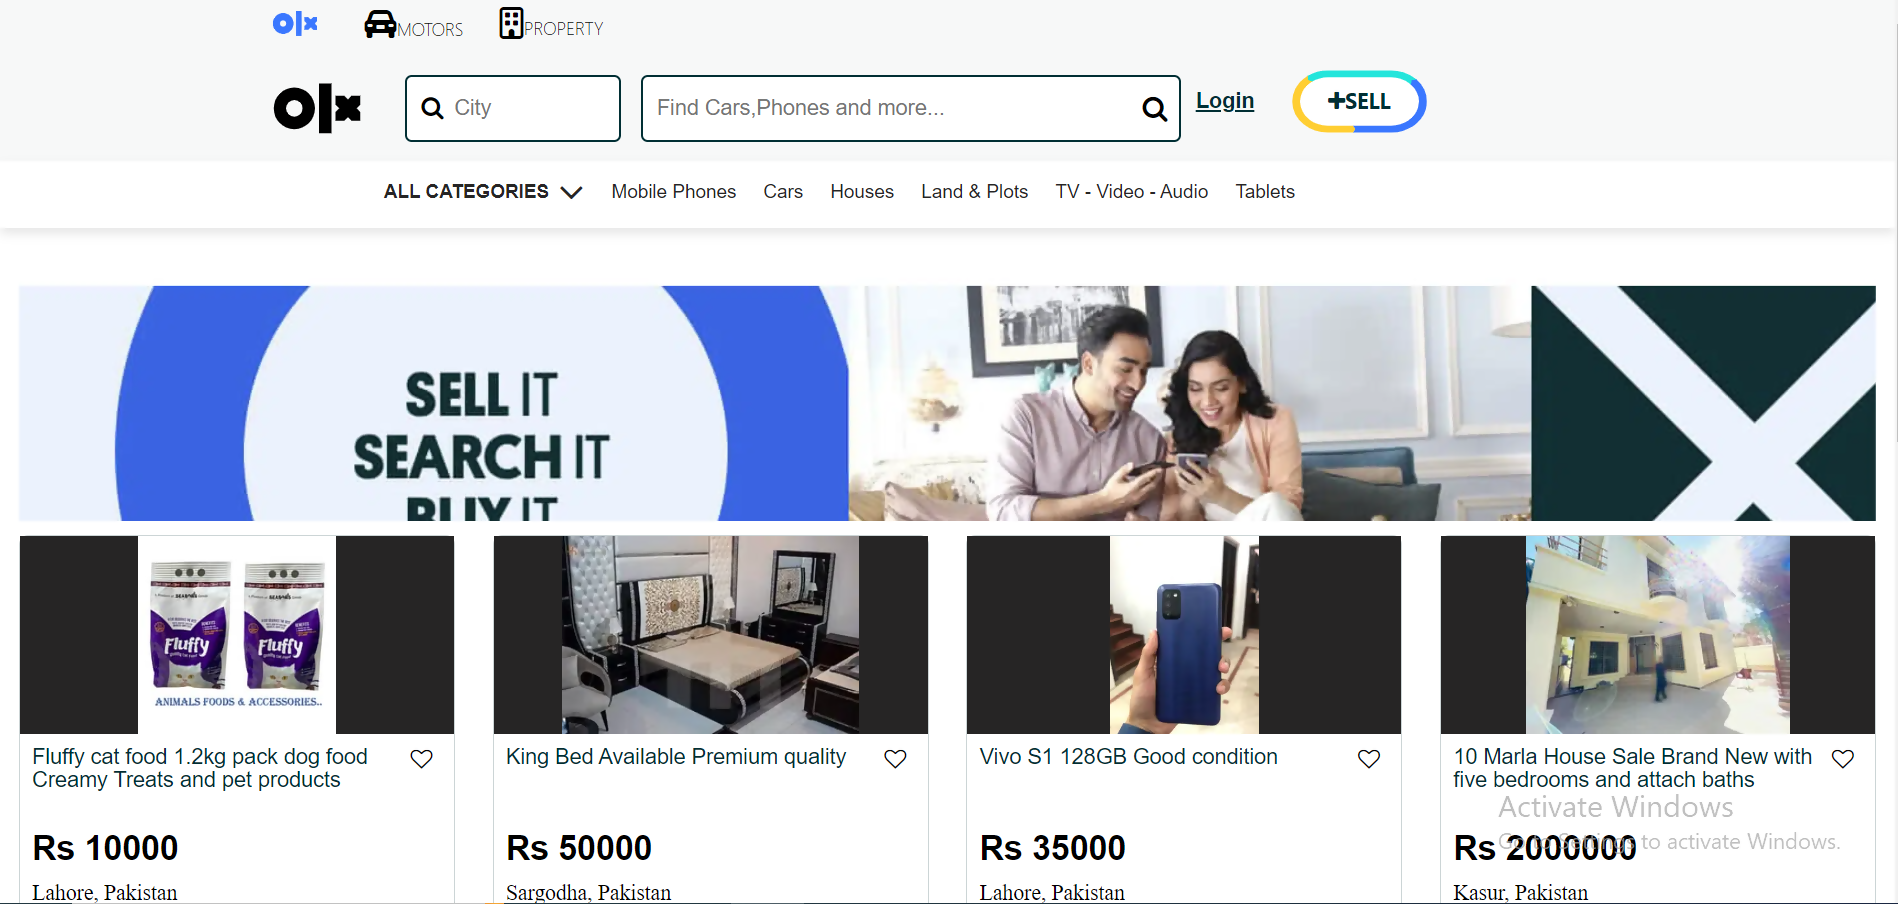 olx MOTORS PROPERTY
olx City Find Cars,Phones and more... Login +SELL
ALL CATEGORIES Mobile Phones Cars Houses Land & Plots TV - Video - Audio Tablets
SELL IT
SEARCH IT
BUY IT
Fluffy Fluffy
ANIMALS FOODS & ACCESSORIES..
Fluffy cat food 1.2kg pack dog food
Creamy Treats and pet products
Rs 10000
Lahore, Pakistan
King Bed Available Premium quality
Rs 50000
Sargodha, Pakistan
Vivo S1 128GB Good condition
Rs 35000
Lahore, Pakistan
10 Marla House Sale Brand New with
five bedrooms and attach baths
Rs 2000000
Kasur, Pakistan
Activate Windows
Go to Settings to activate Windows.